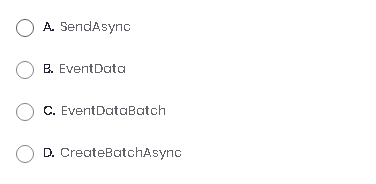 A. SendAsync
B. EventData
C. EventDataBatch
D. CreateBatchAsync